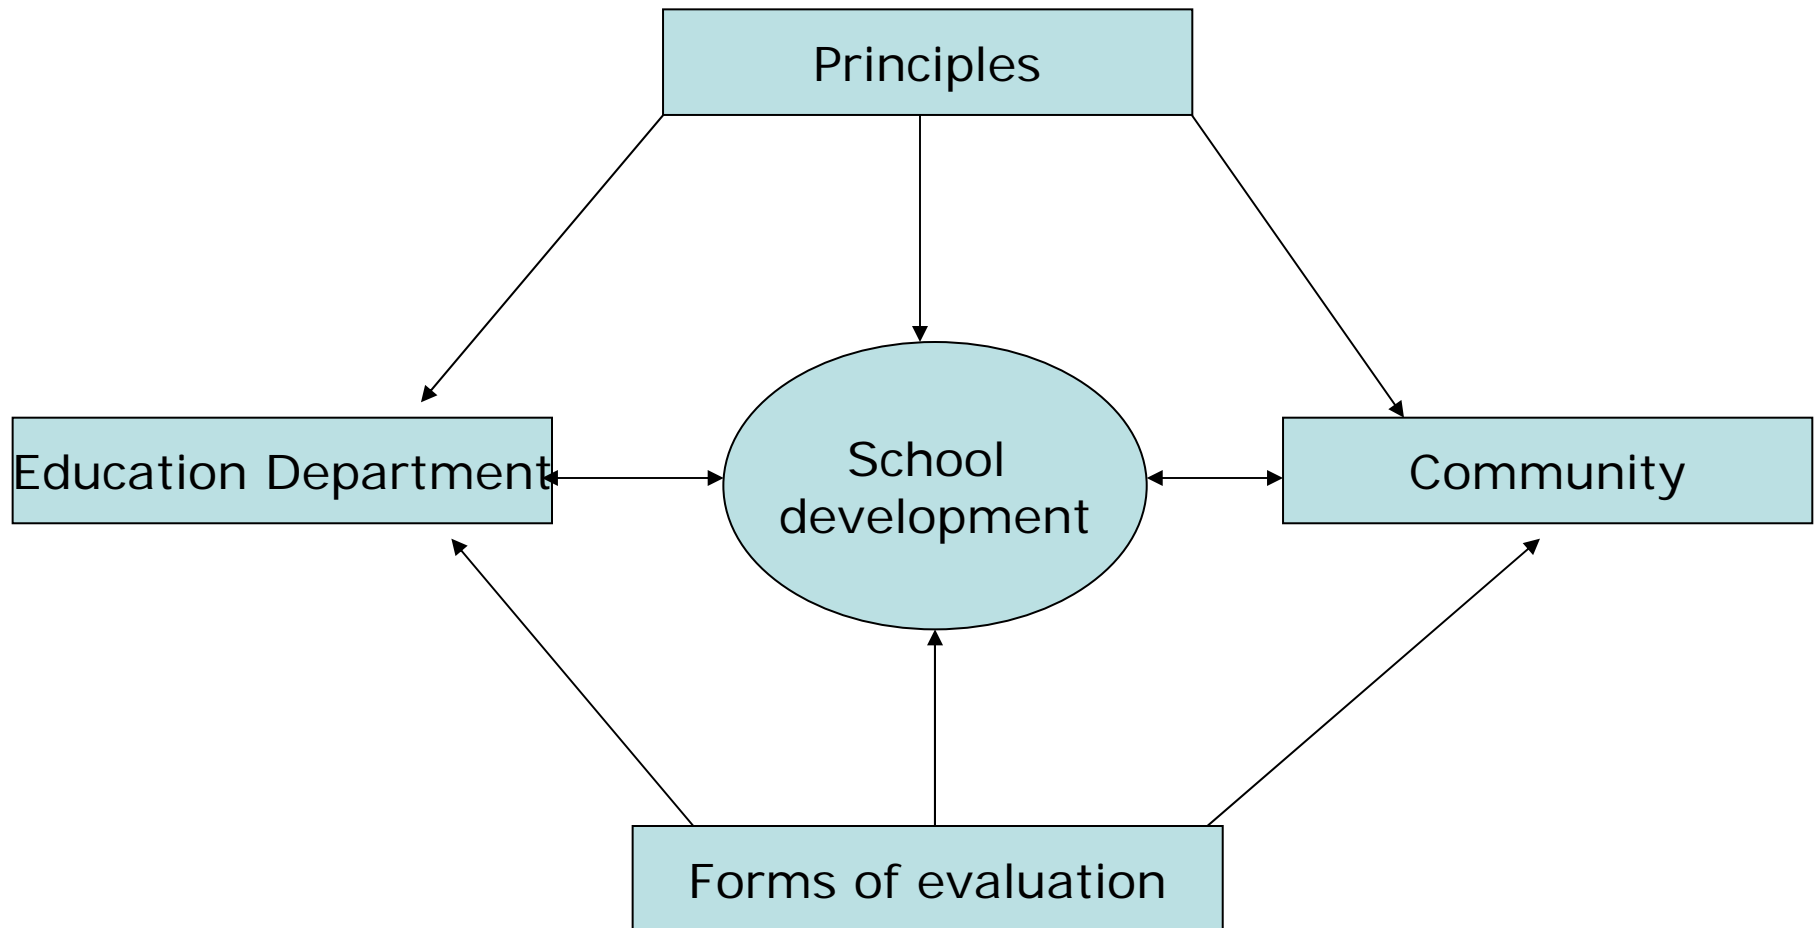 Principles
Education Department
School
development
Community
Forms of evaluation